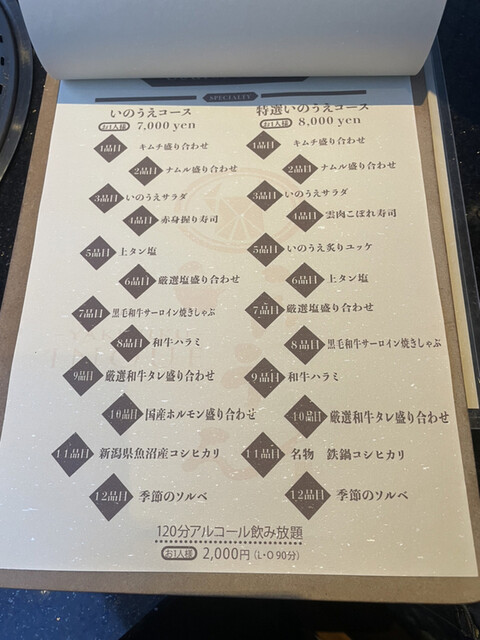 SPECIALTY
いのうえコース
お1人様 7,000 yen
1品目 キムチ盛り合わせ
2品目 ナムル盛り合わせ
3品目 いのうえサラダ
4品目 赤身握り寿司
5品目 上タン塩
6品目 厳選塩盛り合わせ
7品目 黒毛和牛サーロイン焼きしゃぶ
8品目 和牛ハラミ
9品目 厳選和牛タレ盛り合わせ
10品目 国産ホルモン盛り合わせ
11品目 新潟県魚沼産コシヒカリ
12品目 季節のソルベ
特選いのうえコース
お1人様 8,000 yen
1品目 キムチ盛り合わせ
2品目 ナムル盛り合わせ
3品目 いのうえサラダ
4品目 雲肉こぼれ寿司
5品目 いのうえ炙りユッケ
6品目 上タン塩
7品目 厳選塩盛り合わせ
8品目 黒毛和牛サーロイン焼きしゃぶ
9品目 和牛ハラミ
10品目 厳選和牛タレ盛り合わせ
11品目 名物 鉄鍋コシヒカリ
12品目 季節のソルベ
120分アルコール飲み放題
お1人様 2,000円 (L・O 90分)